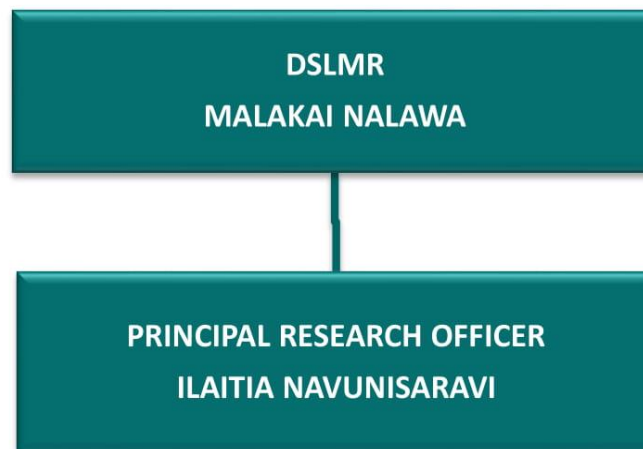 DSLMR
MALAKAI NALAWA
PRINCIPAL RESEARCH OFFICER
ILAITIA NAVUNISARAVI